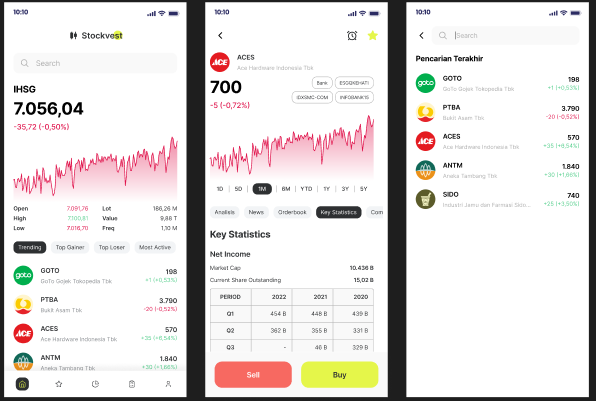 10:10
Stockvest
Search
IHSG
7.056,04
-35,72 (-0,50%)
Open 7.091,76 Lot 186,26 M
High 7.100,81 Value 9,88 T
Low 7.016,70 Freq 1,10 M
Trending Top Gainer Top Loser Most Active
goto GOTO 198
GoTo Gojek Tokopedia Tbk +1 (+0,53%)
PTBA 3.790
Bukit Asam Tbk -20 (-0,52%)
ACE ACES 570
Ace Hardware Indonesia Tbk +35 (+6,54%)
ANTM 1.840
Aneka Tambang Tbk +30 (+1,66%)
10:10
ACE ACES
Ace Hardware Indonesia Tbk
700
-5 (-0,72%)
Bank ESGQKEHATI
IDXSMC-COM INFOBANK15
1D 5D 1M 6M YTD 1Y 3Y 5Y
Analisis News Orderbook Key Statistics Com
Key Statistics
Net Income
Market Cap 10.436 B
Current Share Outstanding 15,02 B
PERIOD 2022 2021 2020
Q1 454 B 448 B 439 B
Q2 362 B 355 B 331 B
Q3 - 46 B 329 B
Sell Buy
10:10
Search
Pencarian Terakhir
goto GOTO 198
GoTo Gojek Tokopedia Tbk +1 (+0,53%)
PTBA 3.790
Bukit Asam Tbk -20 (-0,52%)
ACE ACES 570
Ace Hardware Indonesia Tbk +35 (+6,54%)
ANTM 1.840
Aneka Tambang Tbk +30 (+1,66%)
SIDO 740
Industri Jamu dan Farmasi Sido... +25 (+3,50%)